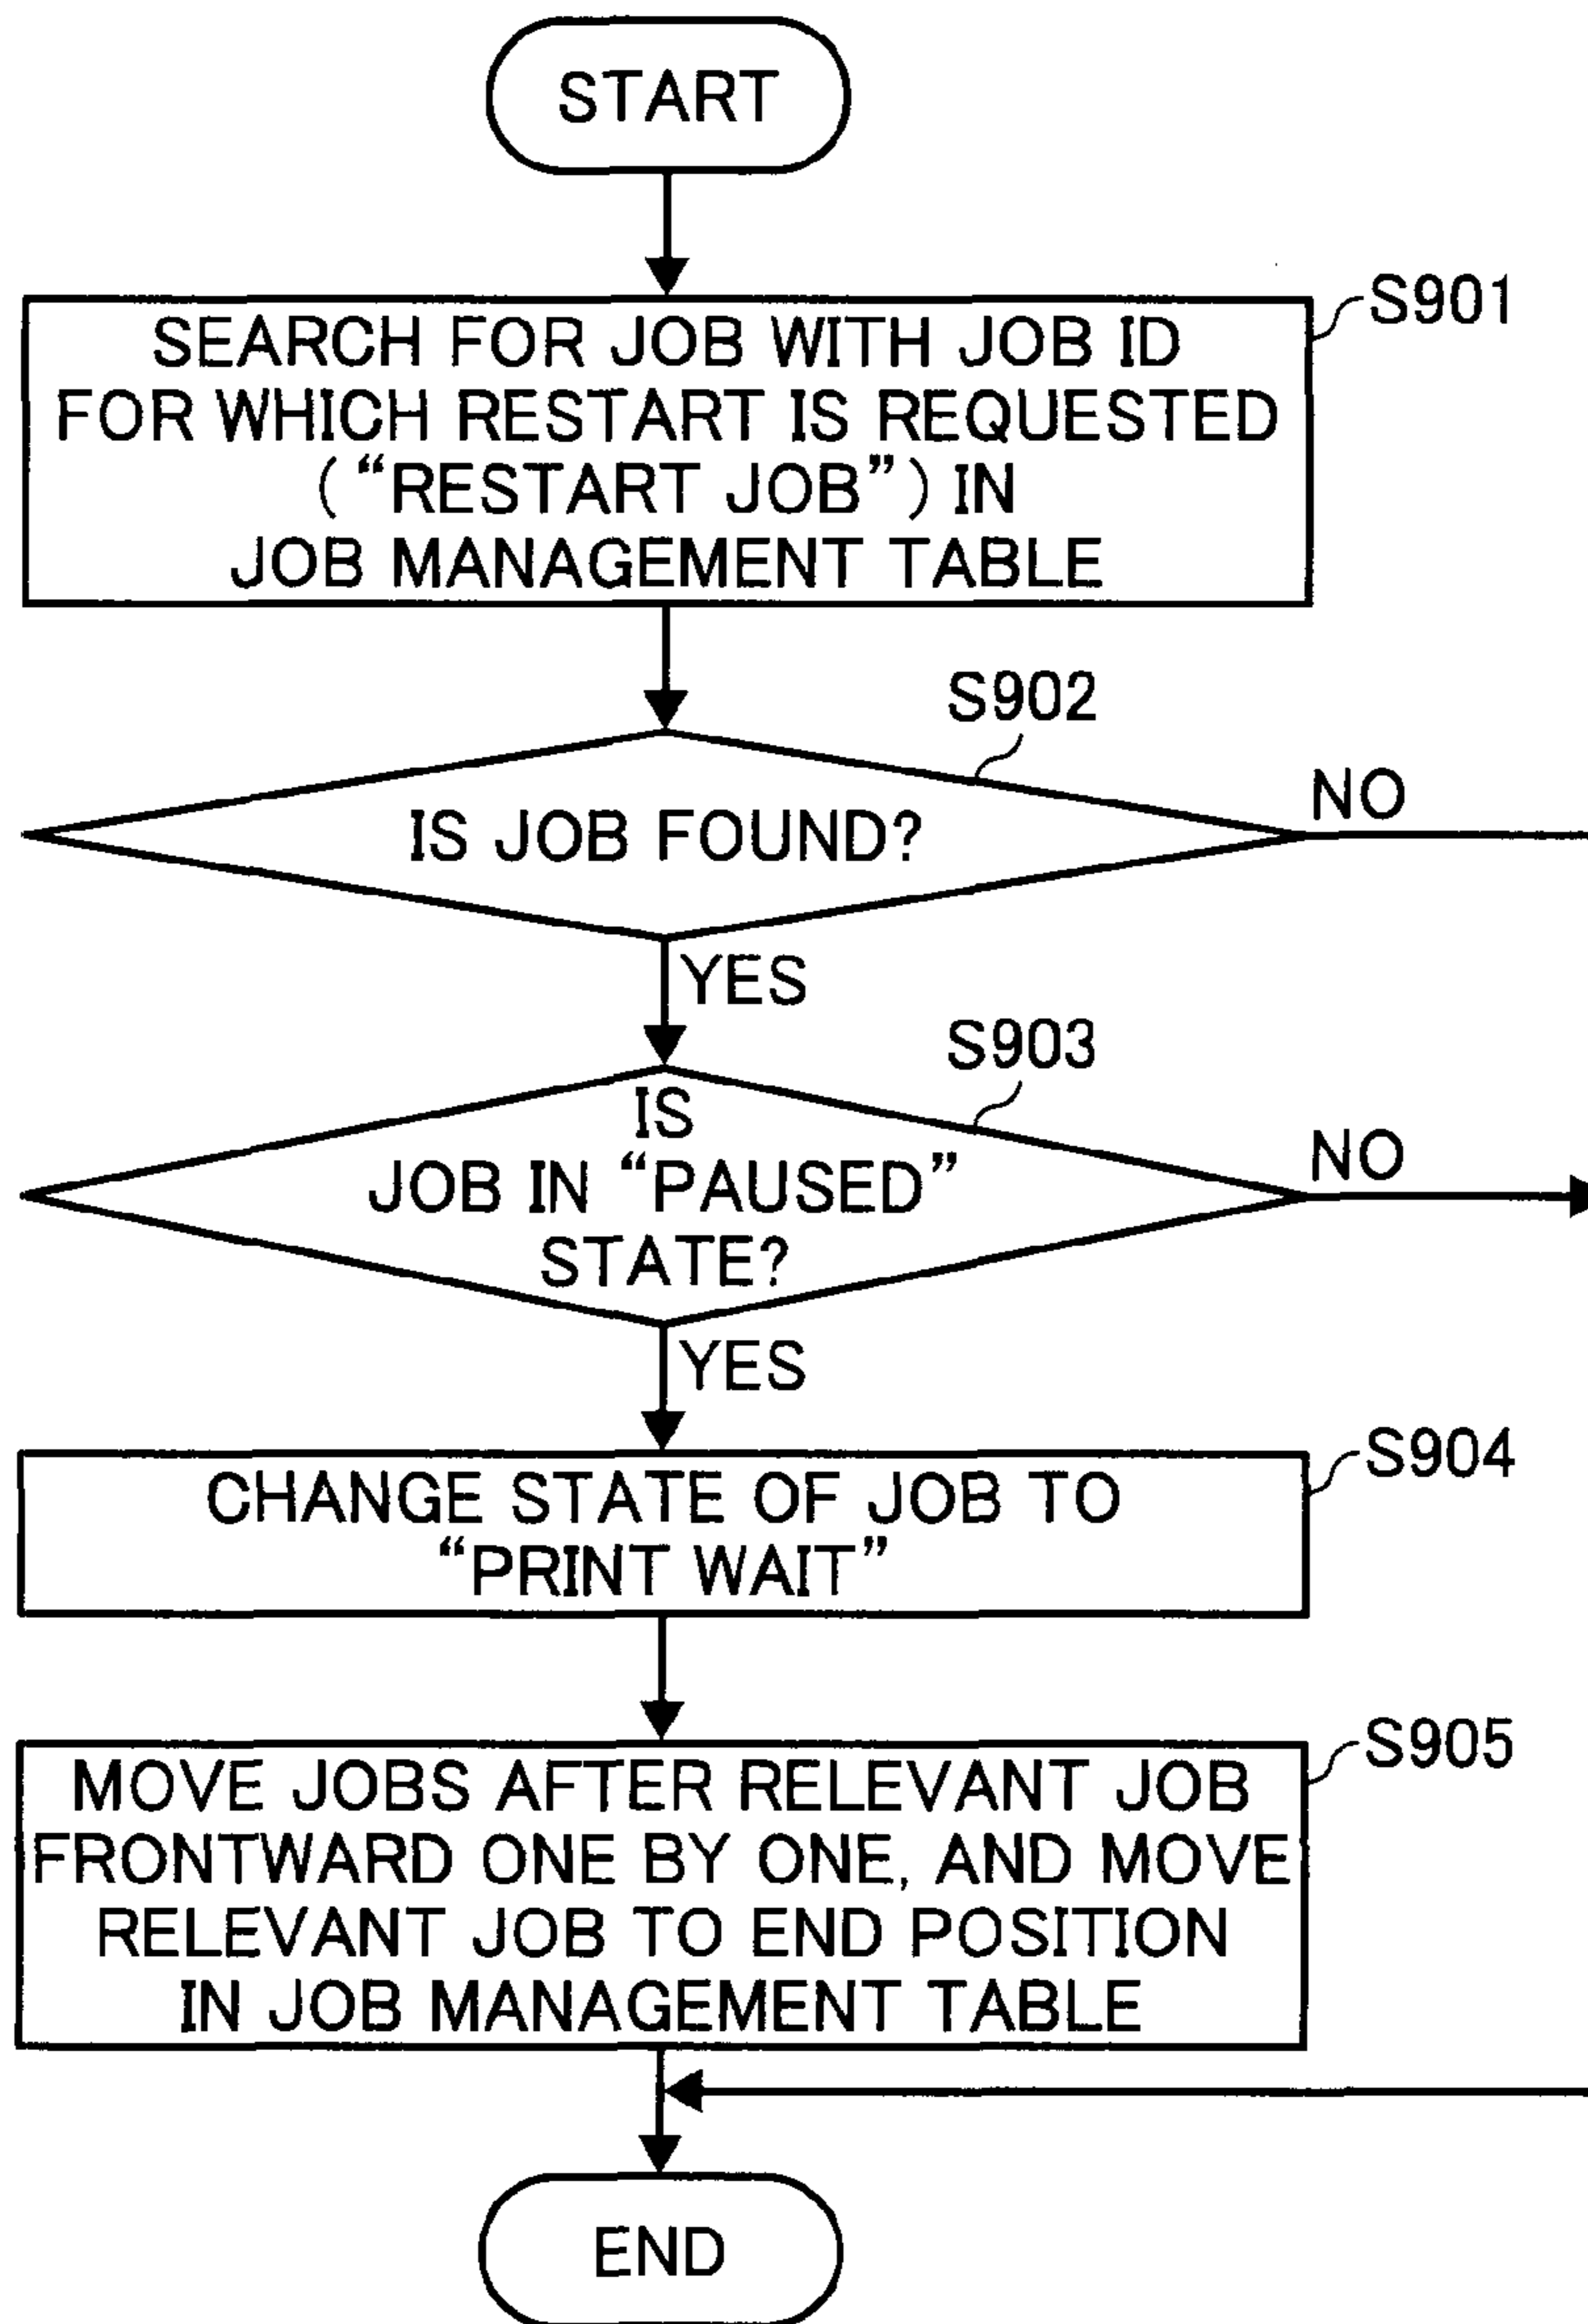 START
S901
SEARCH FOR JOB WITH JOB ID
FOR WHICH RESTART IS REQUESTED
(“RESTART JOB”) IN
JOB MANAGEMENT TABLE
S902
IS JOB FOUND?
NO
YES
S903
IS
JOB IN “PAUSED”
STATE?
NO
YES
S904
CHANGE STATE OF JOB TO
“PRINT WAIT”
S905
MOVE JOBS AFTER RELEVANT JOB
FRONTWARD ONE BY ONE, AND MOVE
RELEVANT JOB TO END POSITION
IN JOB MANAGEMENT TABLE
END